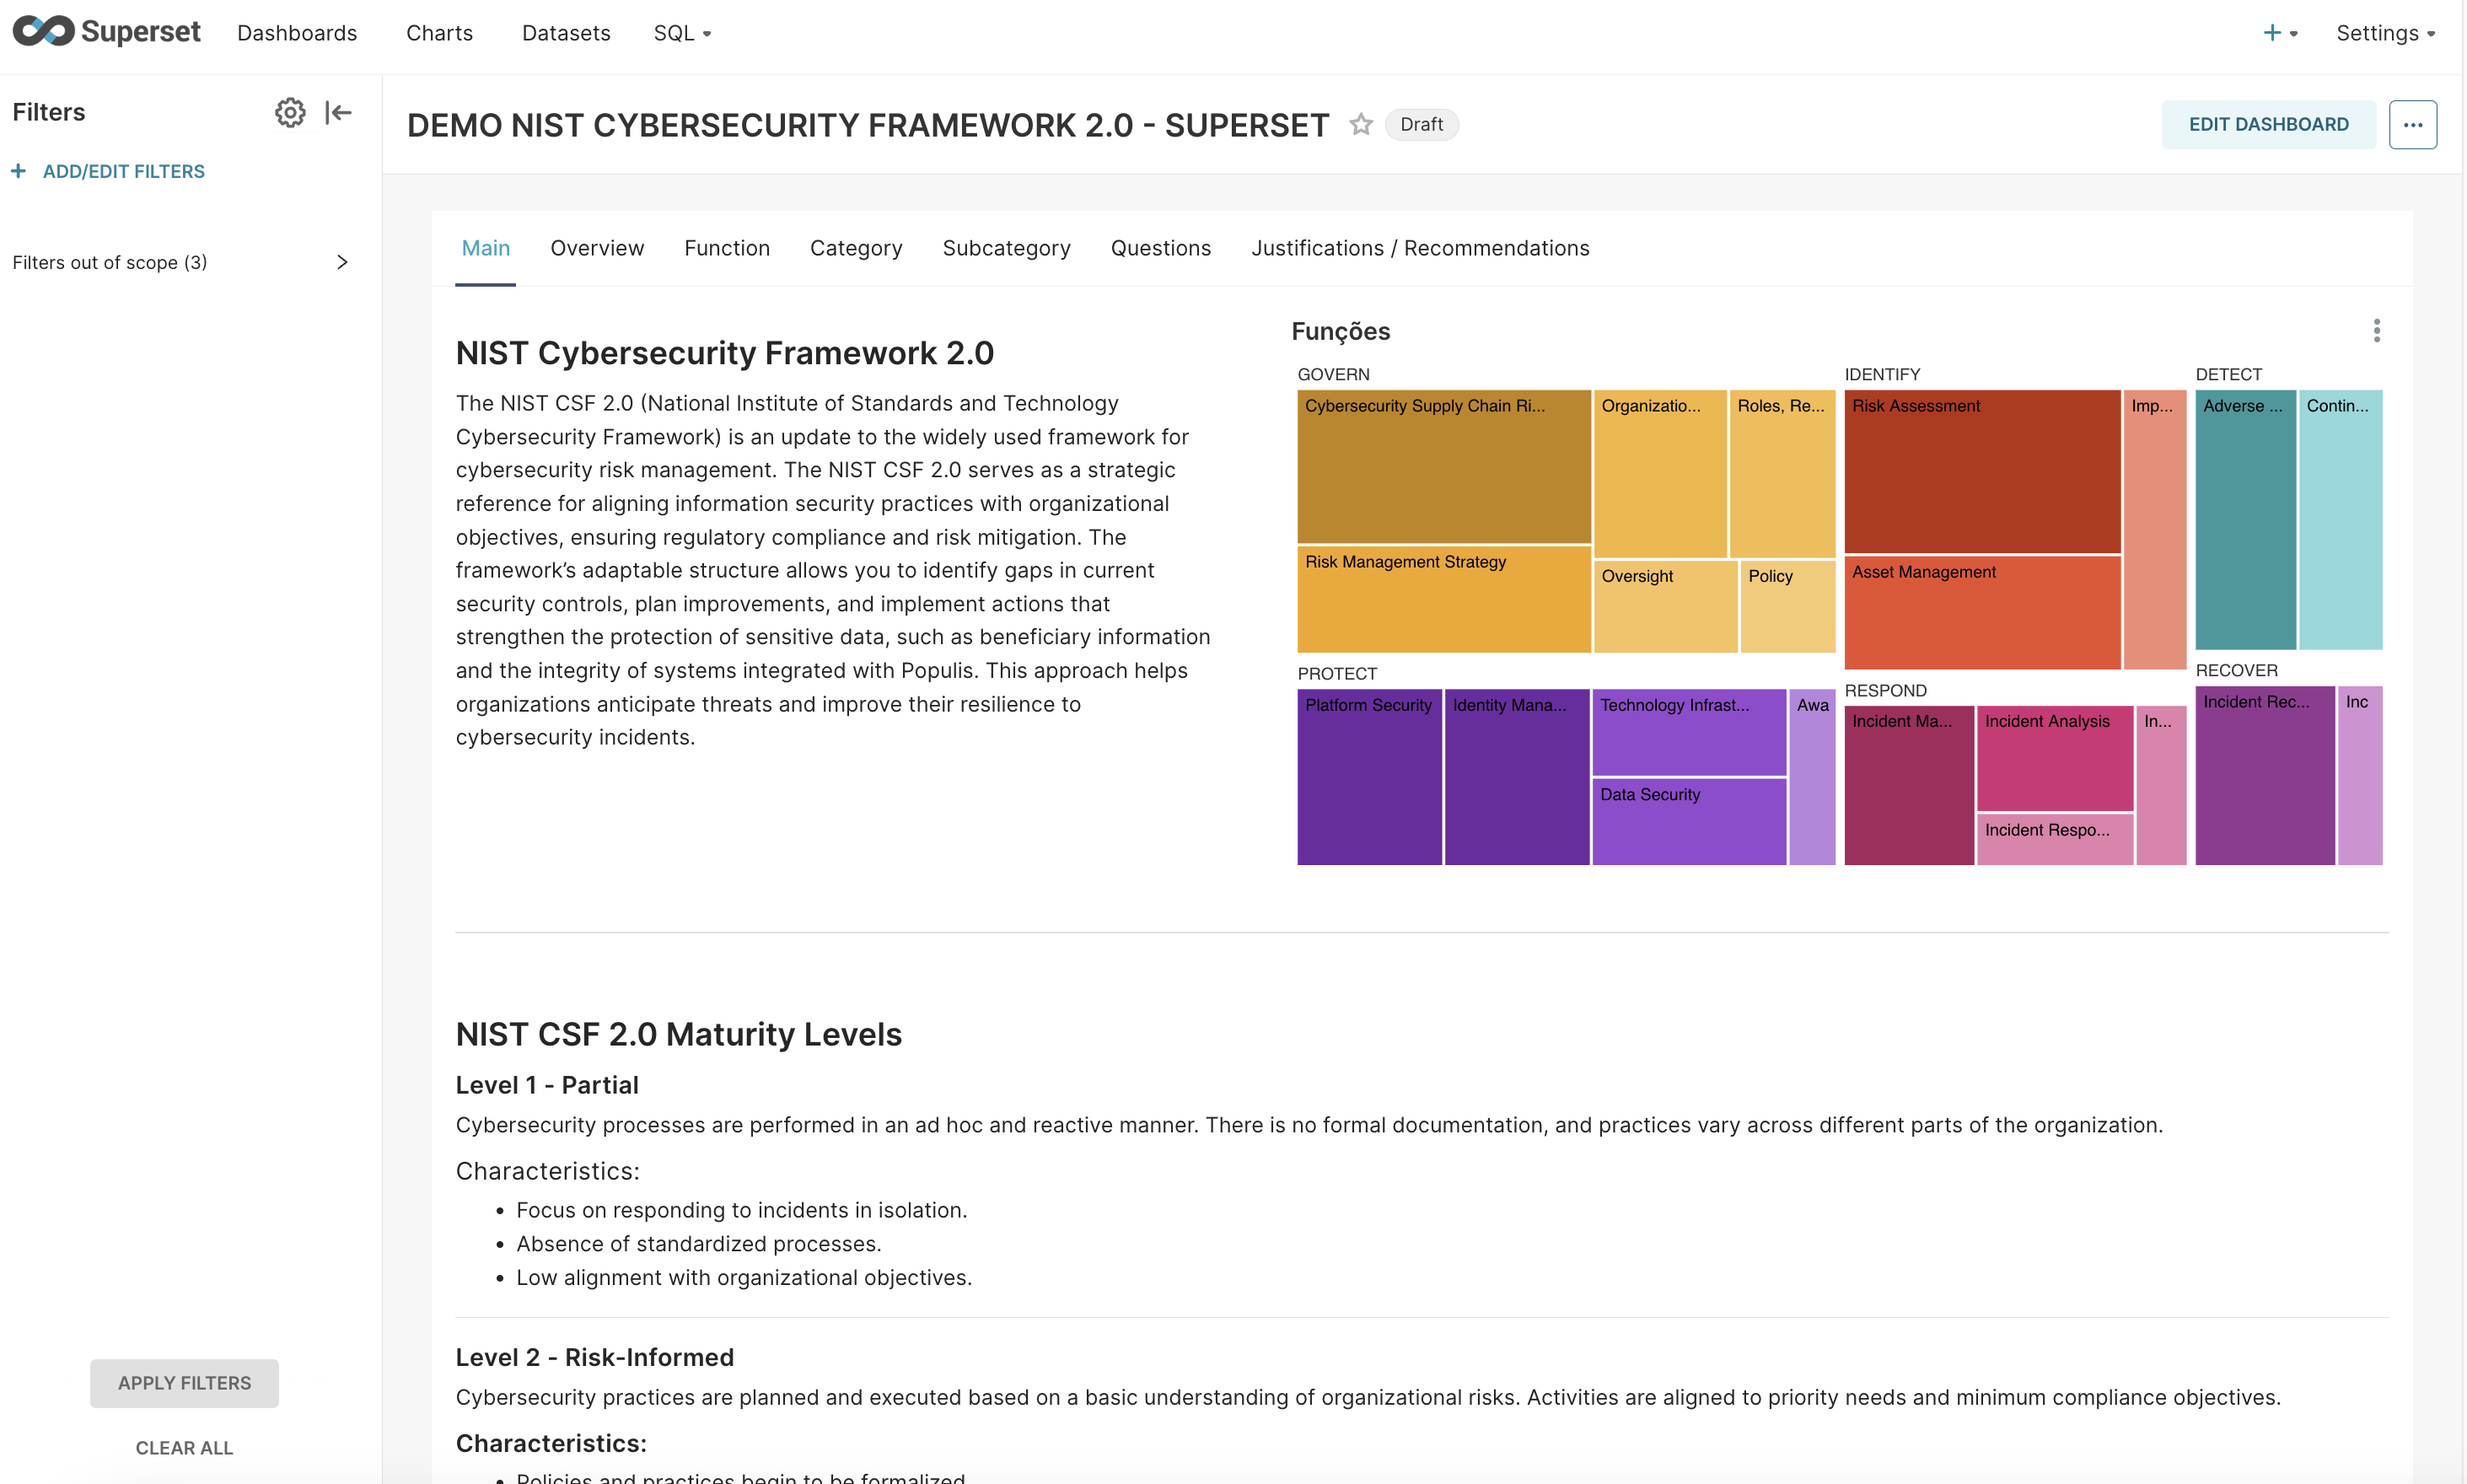 Superset
Dashboards
Charts
Datasets
SQL
+
Settings
Filters
+ ADD/EDIT FILTERS
Filters out of scope (3)
APPLY FILTERS
CLEAR ALL
DEMO NIST CYBERSECURITY FRAMEWORK 2.0 - SUPERSET
Draft
EDIT DASHBOARD
...
Main
Overview
Function
Category
Subcategory
Questions
Justifications / Recommendations
NIST Cybersecurity Framework 2.0
The NIST CSF 2.0 (National Institute of Standards and Technology
Cybersecurity Framework) is an update to the widely used framework for
cybersecurity risk management. The NIST CSF 2.0 serves as a strategic
reference for aligning information security practices with organizational
objectives, ensuring regulatory compliance and risk mitigation. The
framework’s adaptable structure allows you to identify gaps in current
security controls, plan improvements, and implement actions that
strengthen the protection of sensitive data, such as beneficiary information
and the integrity of systems integrated with Populis. This approach helps
organizations anticipate threats and improve their resilience to
cybersecurity incidents.
Funções
GOVERN
Cybersecurity Supply Chain Ri...
Organizatio...
Roles, Re...
Risk Management Strategy
Oversight
Policy
IDENTIFY
Risk Assessment
Imp...
Asset Management
DETECT
Adverse ...
Contin...
PROTECT
Platform Security
Identity Mana...
Technology Infrast...
Awa
Data Security
RESPOND
Incident Ma...
Incident Analysis
In...
Incident Respo...
RECOVER
Incident Rec...
Inc
NIST CSF 2.0 Maturity Levels
Level 1 - Partial
Cybersecurity processes are performed in an ad hoc and reactive manner. There is no formal documentation, and practices vary across different parts of the organization.
Characteristics:
• Focus on responding to incidents in isolation.
• Absence of standardized processes.
• Low alignment with organizational objectives.
Level 2 - Risk-Informed
Cybersecurity practices are planned and executed based on a basic understanding of organizational risks. Activities are aligned to priority needs and minimum compliance objectives.
Characteristics:
• Policies and practices begin to be formalized